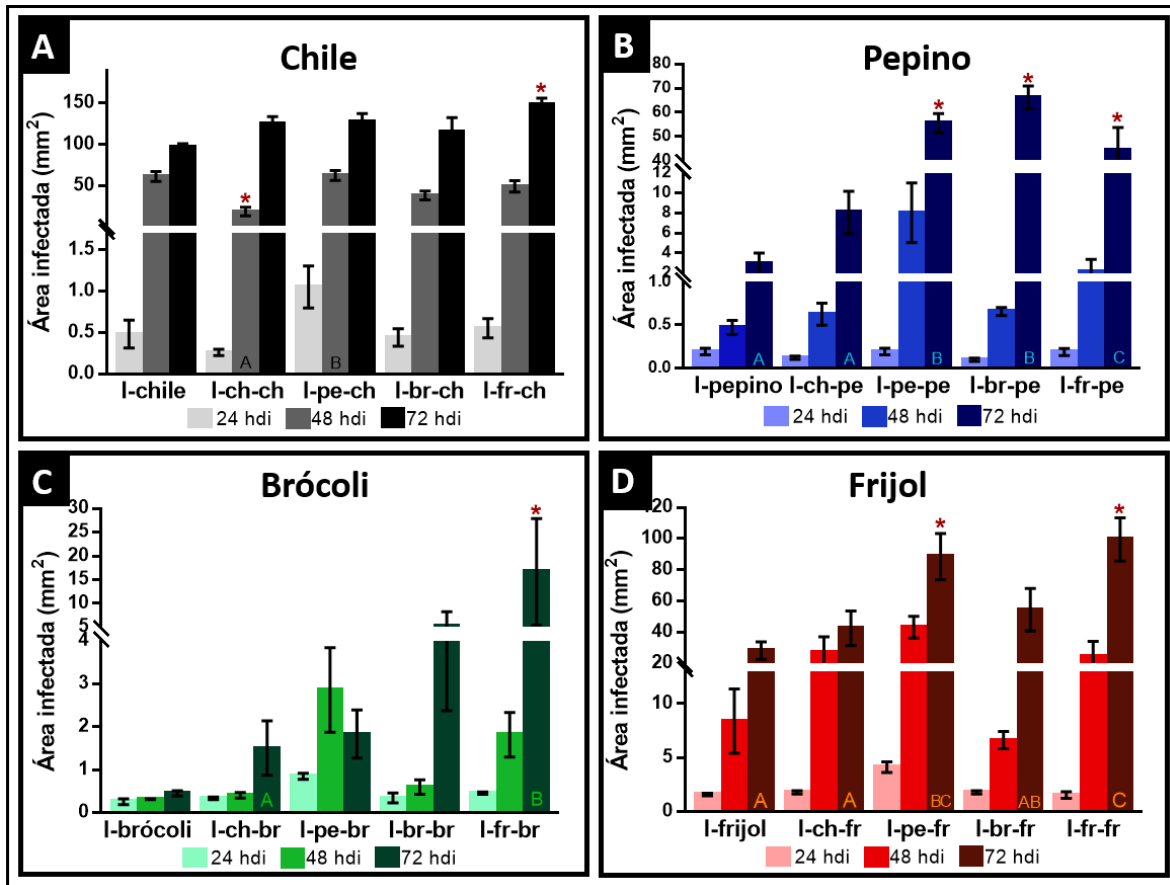 A
Chile
Área infectada (mm²)
150
100
50
1.5
1.0
0.5
0.0
*
*
A
B
I-chile I-ch-ch I-pe-ch I-br-ch I-fr-ch
24 hdi 48 hdi 72 hdi
B
Pepino
Área infectada (mm²)
80
70
60
50
40
8
6
4
2
1.0
0.5
0.0
* * *
A A B B C
I-pepino I-ch-pe I-pe-pe I-br-pe I-fr-pe
24 hdi 48 hdi 72 hdi
C
Brócoli
Área infectada (mm²)
30
25
20
15
10
5
4
3
2
1
0
*
A
B
I-brócoli I-ch-br I-pe-br I-br-br I-fr-br
24 hdi 48 hdi 72 hdi
D
Frijol
Área infectada (mm²)
120
100
80
60
40
20
10
5
0
* *
A A BC AB C
I-frijol I-ch-fr I-pe-fr I-br-fr I-fr-fr
24 hdi 48 hdi 72 hdi